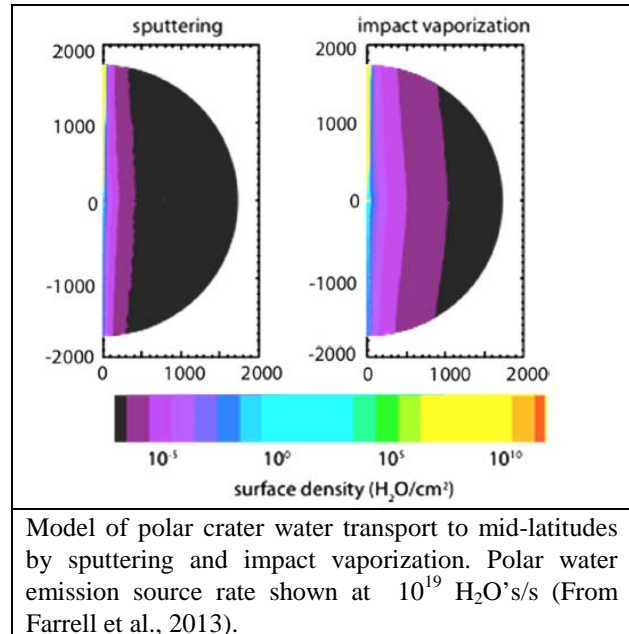 sputtering
impact vaporization
2000
1000
0
-1000
-2000
0
1000
2000
2000
1000
0
-1000
-2000
0
1000
2000
10⁻⁵
10⁰
10⁵
10¹⁰
surface density (H₂O/cm²)
Model of polar crater water transport to mid-latitudes
by sputtering and impact vaporization. Polar water
emission source rate shown at 10¹⁹ H₂O's/s (From
Farrell et al., 2013).